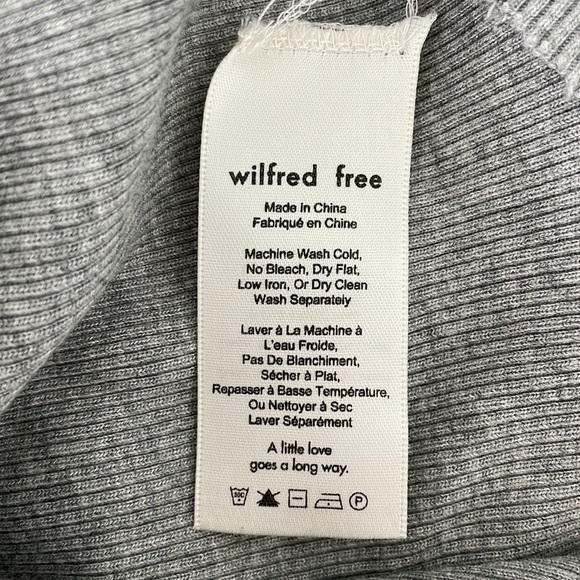 wilfred free
Made in China
Fabriqué en Chine
Machine Wash Cold,
No Bleach, Dry Flat,
Low Iron, Or Dry Clean
Wash Separately
Laver à La Machine à
L'eau Froide,
Pas De Blanchiment,
Sécher à Plat,
Repasser à Basse Température,
Ou Nettoyer à Sec
Laver Séparément
A little love
goes a long way.
30C P